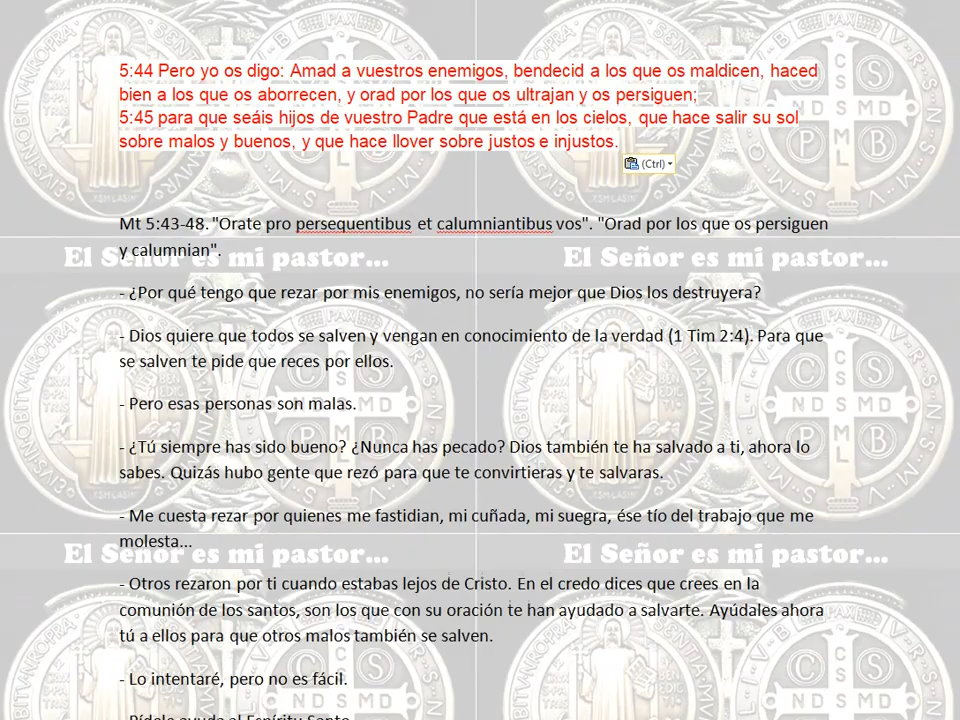 5:44 Pero yo os digo: Amad a vuestros enemigos, bendecid a los que os maldicen, haced
bien a los que os aborrecen, y orad por los que os ultrajan y os persiguen;
5:45 para que seáis hijos de vuestro Padre que está en los cielos, que hace salir su sol
sobre malos y buenos, y que hace llover sobre justos e injustos.
(Ctrl)
Mt 5:43-48. "Orate pro persequentibus et calumniantibus vos". "Orad por los que os persiguen
y calumnian".
El Señor es mi pastor... El Señor es mi pastor...
- ¿Por qué tengo que rezar por mis enemigos, no sería mejor que Dios los destruyera?
- Dios quiere que todos se salven y vengan en conocimiento de la verdad (1 Tim 2:4). Para que
se salven te pide que reces por ellos.
- Pero esas personas son malas.
- ¿Tú siempre has sido bueno? ¿Nunca has pecado? Dios también te ha salvado a ti, ahora lo
sabes. Quizás hubo gente que rezó para que te convirtieras y te salvaras.
- Me cuesta rezar por quienes me fastidian, mi cuñada, mi suegra, ése tío del trabajo que me
molesta...
El Señor es mi pastor... El Señor es mi pastor...
- Otros rezaron por ti cuando estabas lejos de Cristo. En el credo dices que crees en la
comunión de los santos, son los que con su oración te han ayudado a salvarte. Ayúdales ahora
tú a ellos para que otros malos también se salven.
- Lo intentaré, pero no es fácil.
- Pídele ayuda al Espíritu Santo